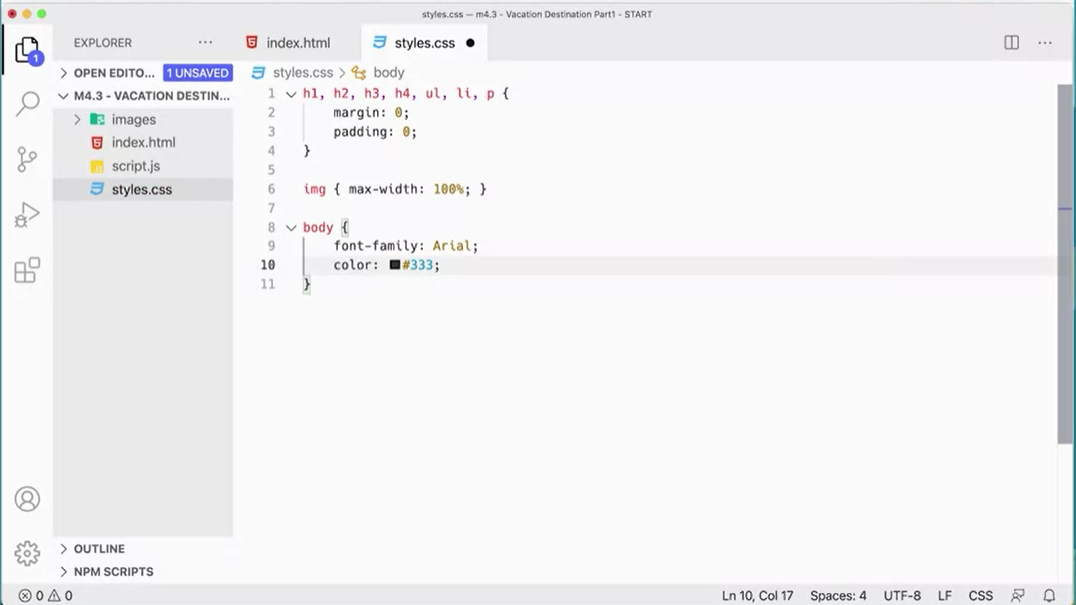 styles.css — m4.3 - Vacation Destination Part1 - START
EXPLORER ···
index.html
styles.css
OPEN EDITO... 1 UNSAVED
styles.css > body
M4.3 - VACATION DESTIN...
images
index.html
script.js
styles.css
1 h1, h2, h3, h4, ul, li, p {
2 margin: 0;
3 padding: 0;
4 }
5
6 img { max-width: 100%; }
7
8 body {
9 font-family: Arial;
10 color: #333;
11 }
1
OUTLINE
NPM SCRIPTS
0 0
Ln 10, Col 17 Spaces: 4 UTF-8 LF CSS